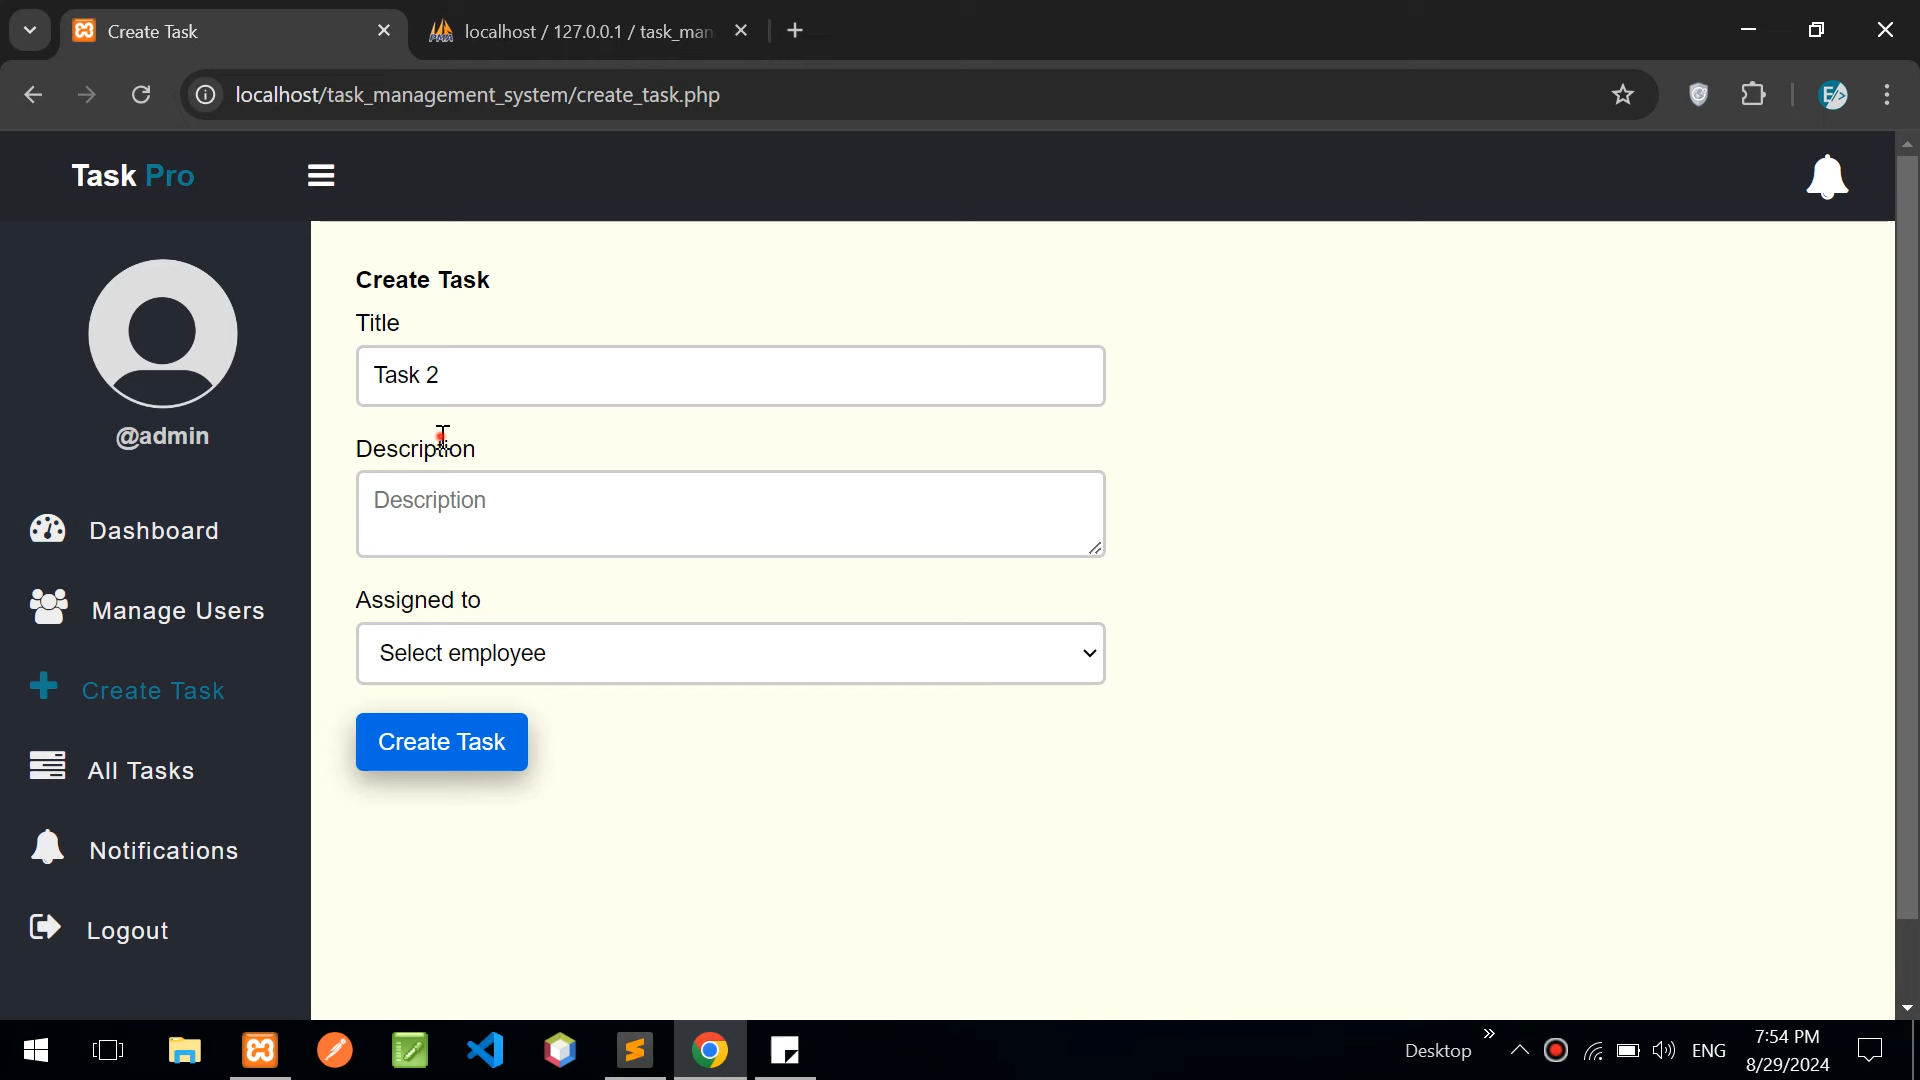 Create Task
localhost / 127.0.0.1 / task_man
localhost/task_management_system/create_task.php
Task Pro
@admin
Dashboard
Manage Users
Create Task
All Tasks
Notifications
Logout
Create Task
Title
Task 2
Description
Description
Assigned to
Select employee
Create Task
Desktop
ENG
7:54 PM
8/29/2024